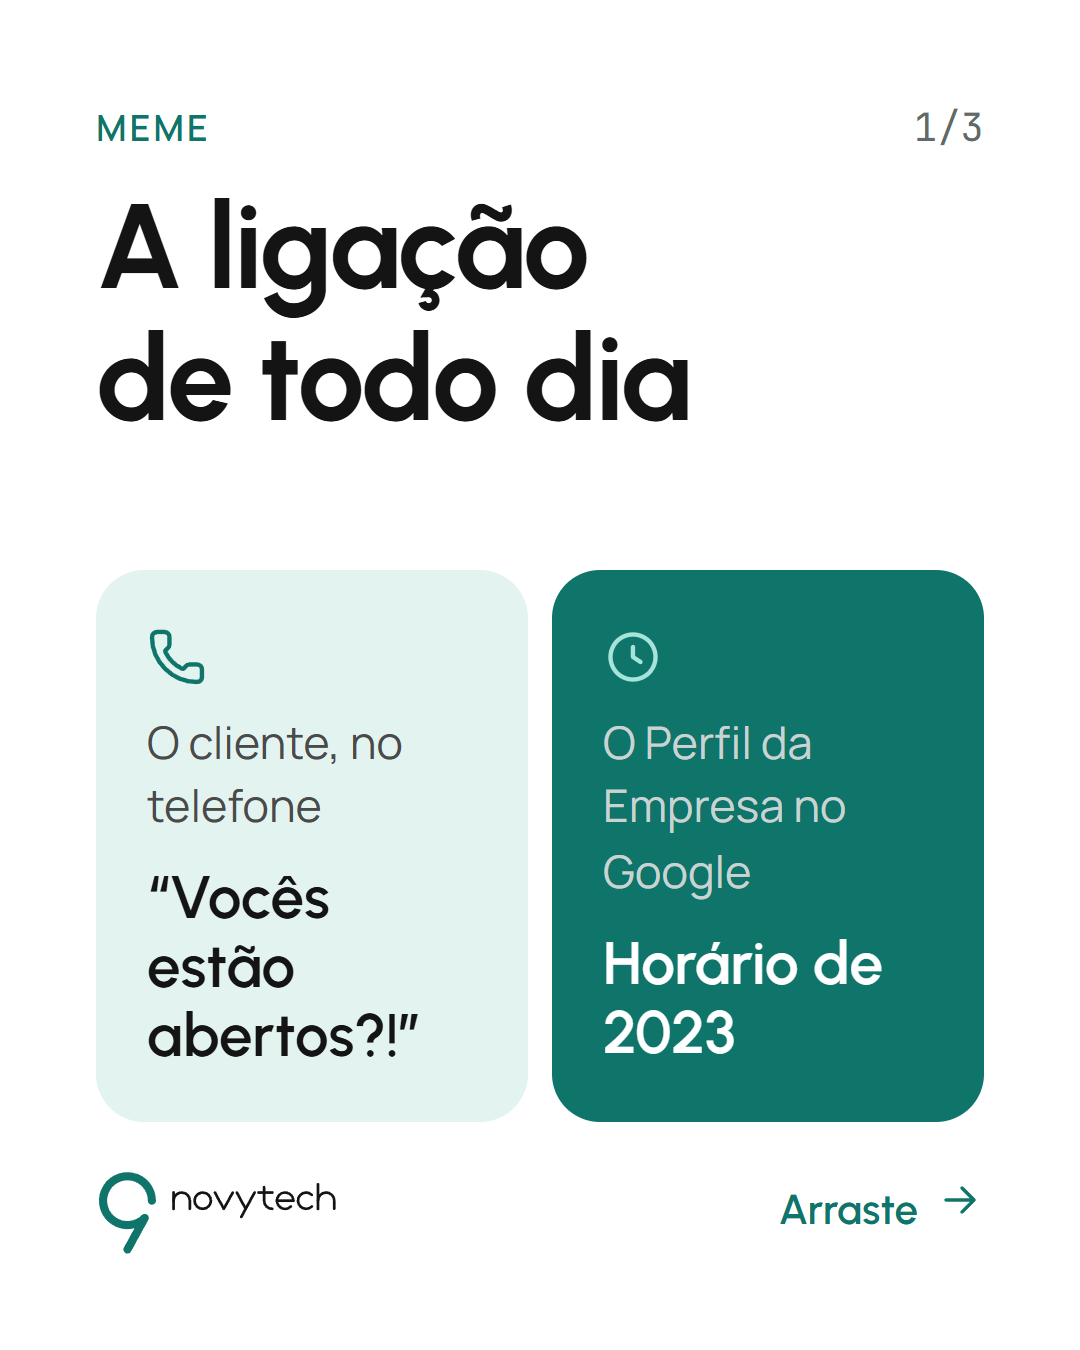 MEME
1/3
A ligação
de todo dia
O cliente, no
telefone
“Vocês
estão
abertos?!”
O Perfil da
Empresa no
Google
Horário de
2023
novytech
Arraste →